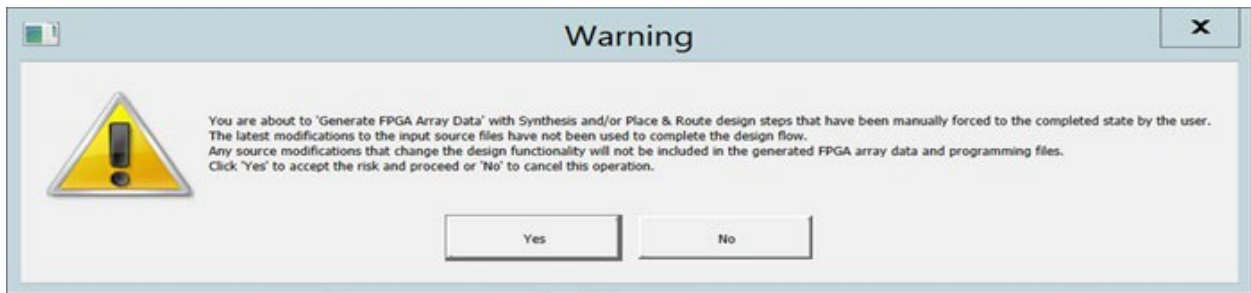 Warning
x
You are about to 'Generate FPGA Array Data' with Synthesis and/or Place & Route design steps that have been manually forced to the completed state by the user.
The latest modifications to the input source files have not been used to complete the design flow.
Any source modifications that change the design functionality will not be included in the generated FPGA array data and programming files.
Click 'Yes' to accept the risk and proceed or 'No' to cancel this operation.
Yes No